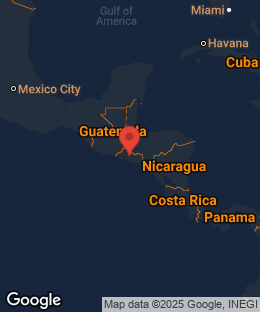 Gulf of
America
Miami
Havana
Cuba
Mexico City
Guatemala
Nicaragua
Costa Rica
Panama
Google
Map data ©2025 Google, INEGI